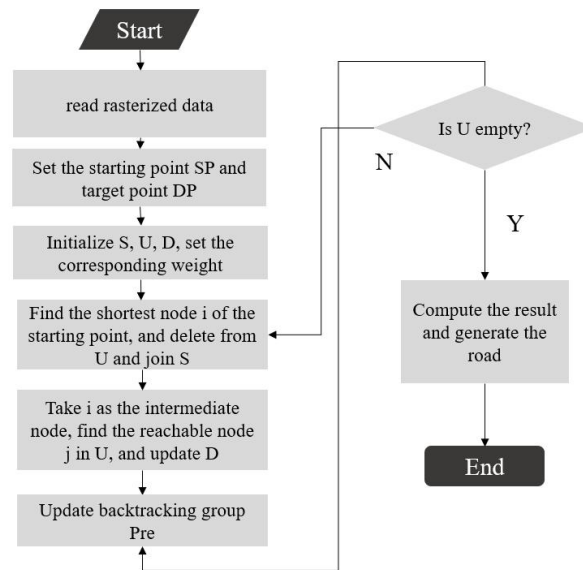 Start
read rasterized data
Set the starting point SP and
target point DP
Initialize S, U, D, set the
corresponding weight
Find the shortest node i of the
starting point, and delete from
U and join S
Take i as the intermediate
node, find the reachable node
j in U, and update D
Update backtracking group
Pre
Is U empty?
N
Y
Compute the result
and generate the
road
End